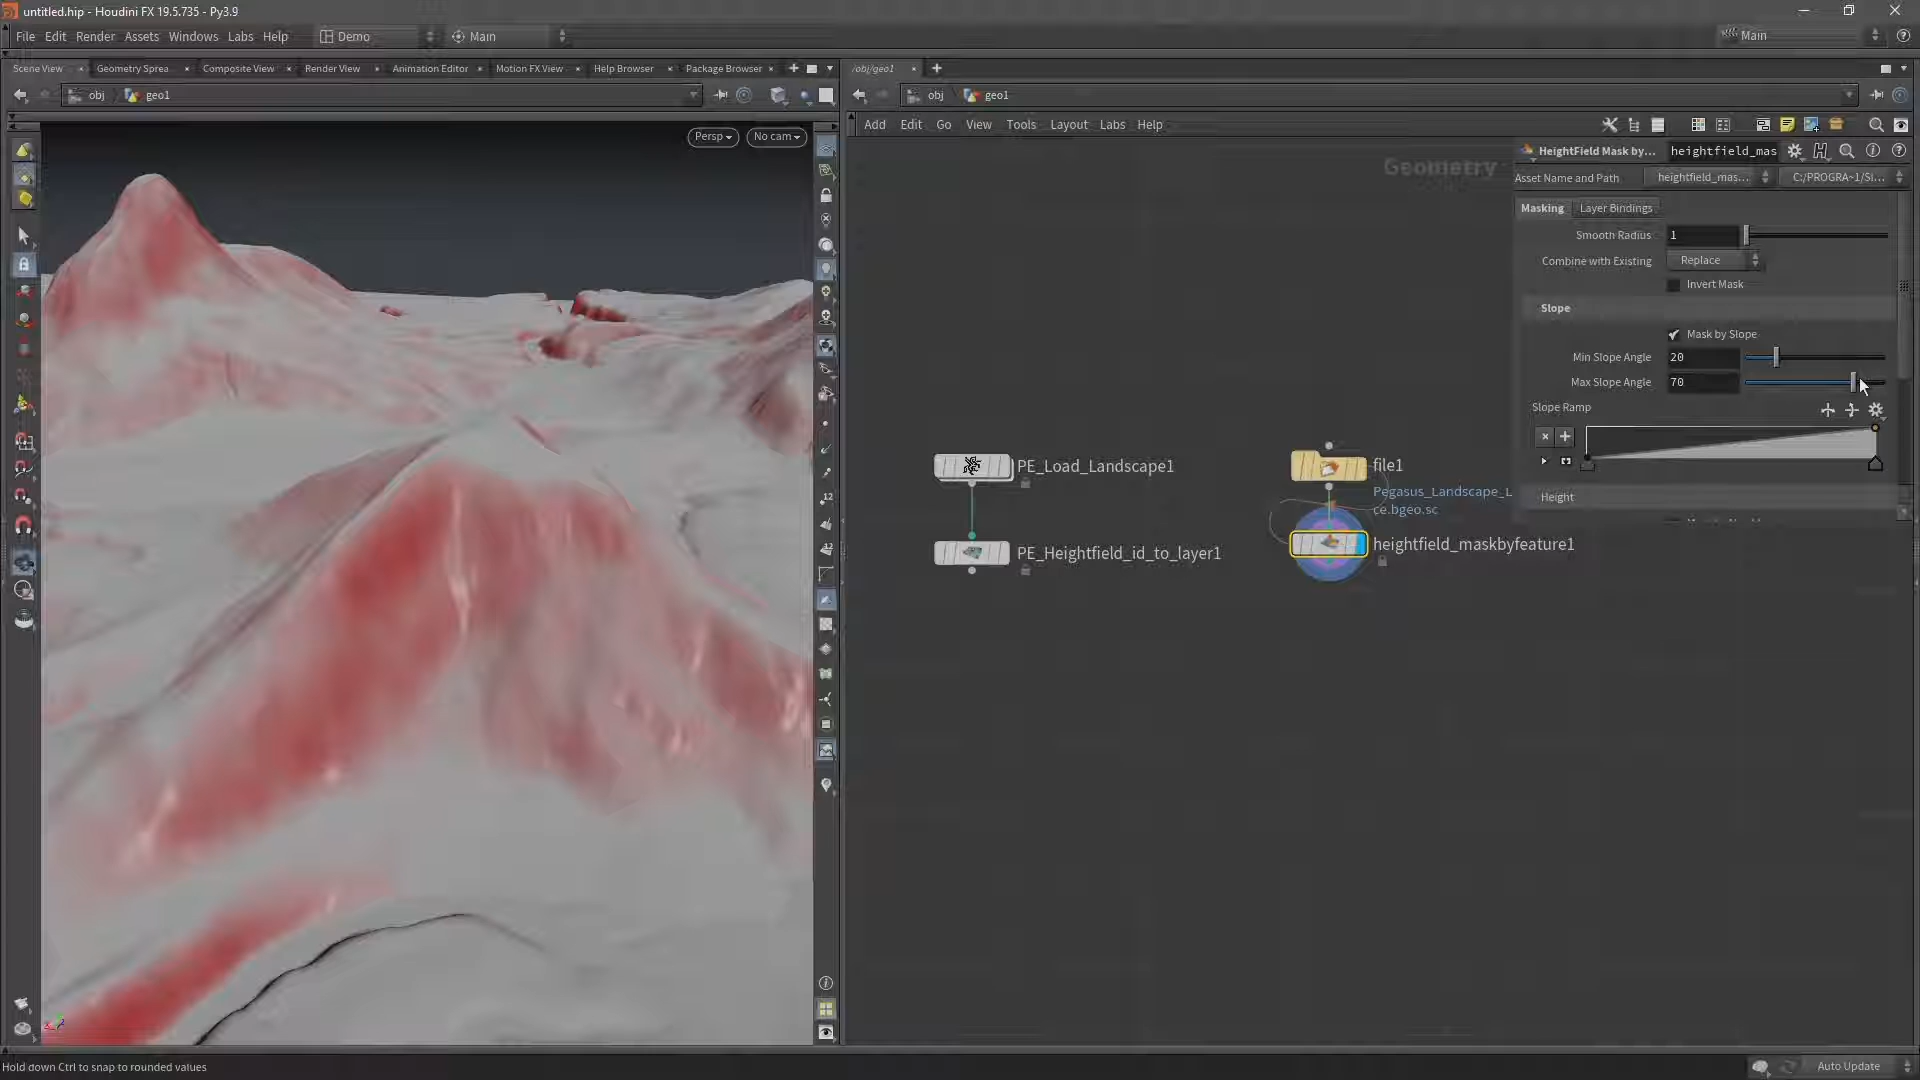 untitled.hip - Houdini FX 19.5.735 - Py3.9
File Edit Render Assets Windows Labs Help Demo Main Main
Scene View Geometry Sprea Composite View Render View Animation Editor Motion FX View Help Browser Package Browser
/obj/geo1
obj geo1
obj geo1
Add Edit Go View Tools Layout Labs Help
Persp No cam
Geometry
HeightField Mask by... heightfield_mas
Asset Name and Path heightfield_mas... C:/PROGRA~1/Si...
Masking Layer Bindings
Smooth Radius 1
Combine with Existing Replace
Invert Mask
Slope
Mask by Slope
Min Slope Angle 20
Max Slope Angle 70
Slope Ramp
Height
PE_Load_Landscape1
PE_Heightfield_id_to_layer1
file1
Pegasus_Landscape_L
ce.bgeo.sc
heightfield_maskbyfeature1
12
12
Hold down Ctrl to snap to rounded values
Auto Update